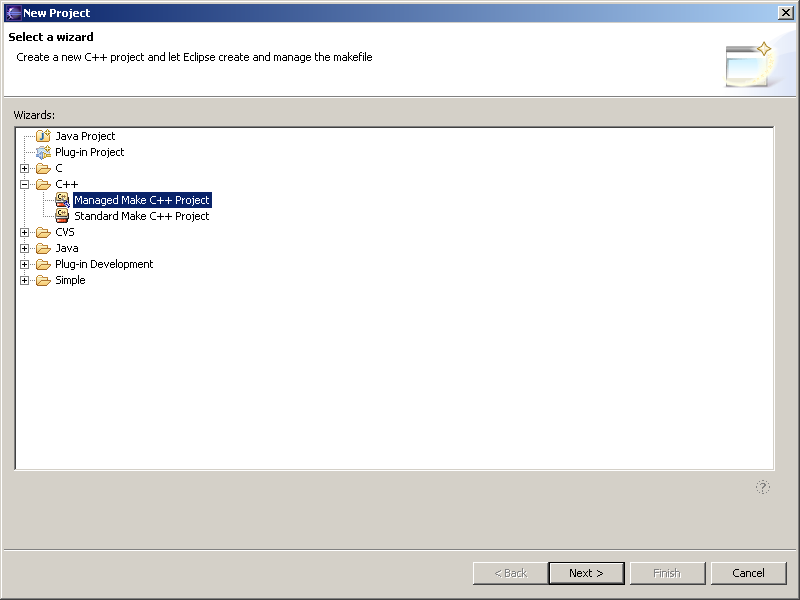 New Project
Select a wizard
Create a new C++ project and let Eclipse create and manage the makefile
Wizards:
Java Project
Plug-in Project
C
C++
Managed Make C++ Project
Standard Make C++ Project
CVS
Java
Plug-in Development
Simple
?
< Back Next > Finish Cancel